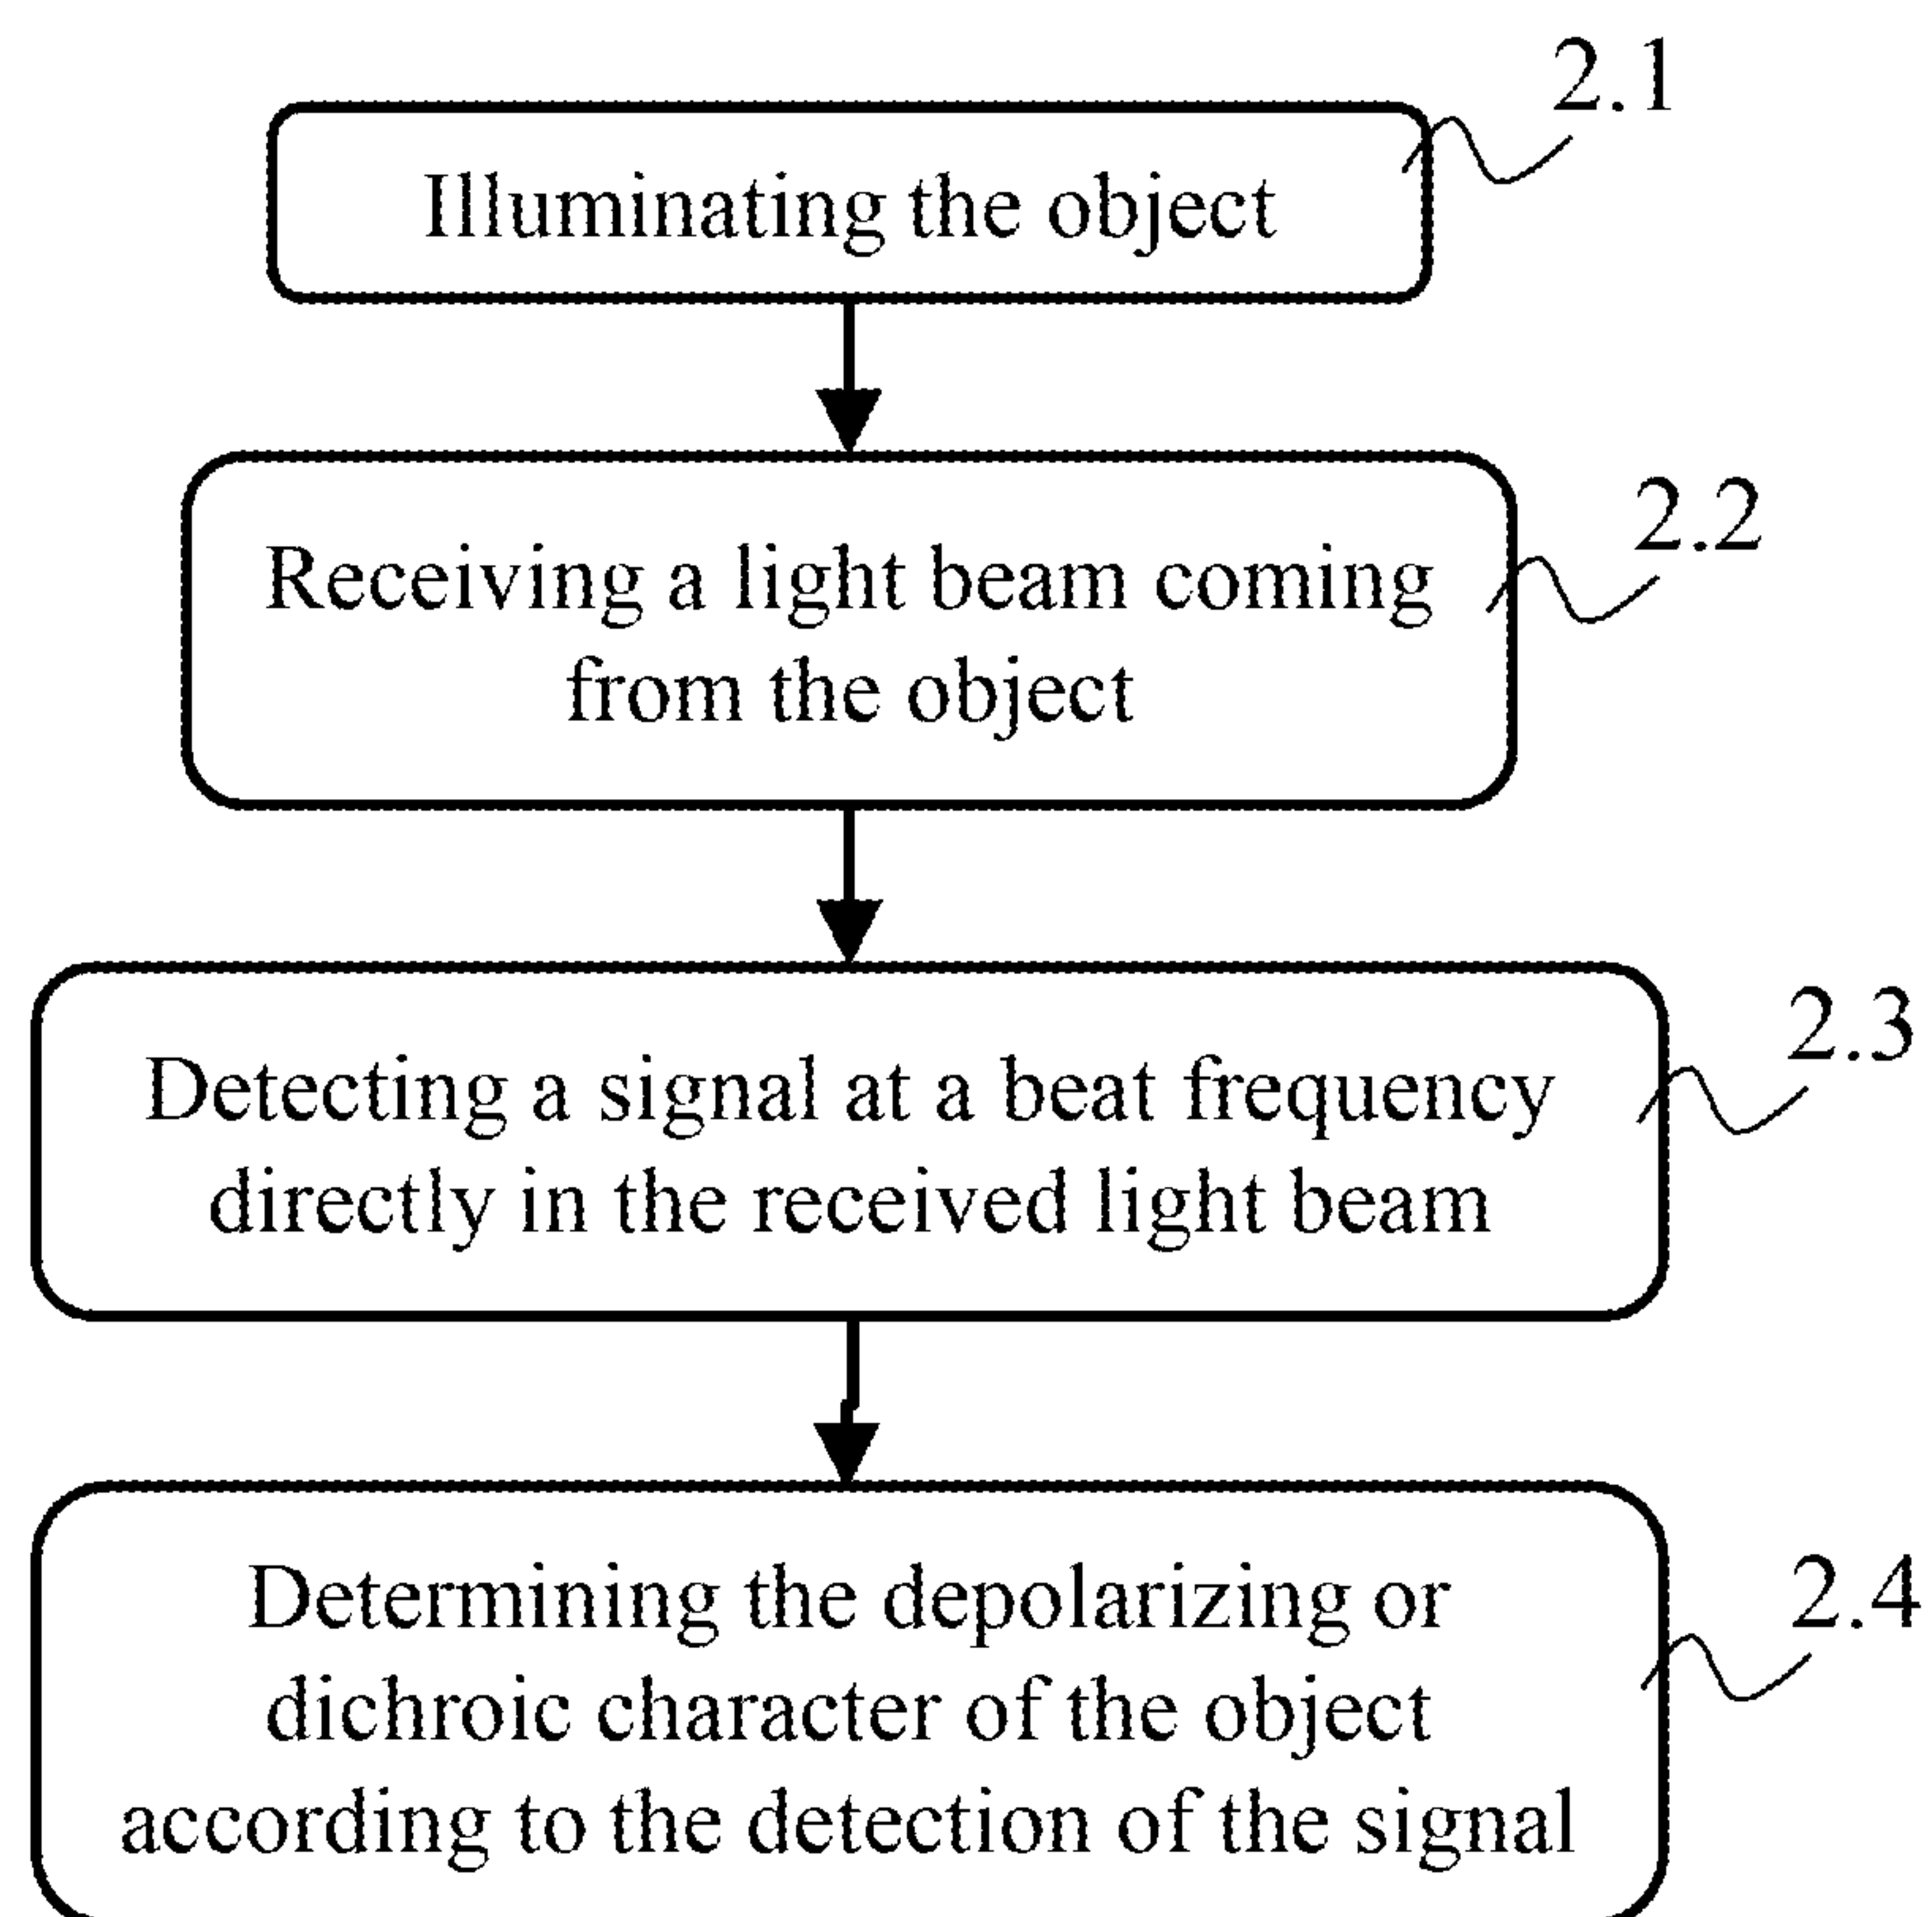 2.1
Illuminating the object
2.2
Receiving a light beam coming
from the object
2.3
Detecting a signal at a beat frequency
directly in the received light beam
2.4
Determining the depolarizing or
dichroic character of the object
according to the detection of the signal